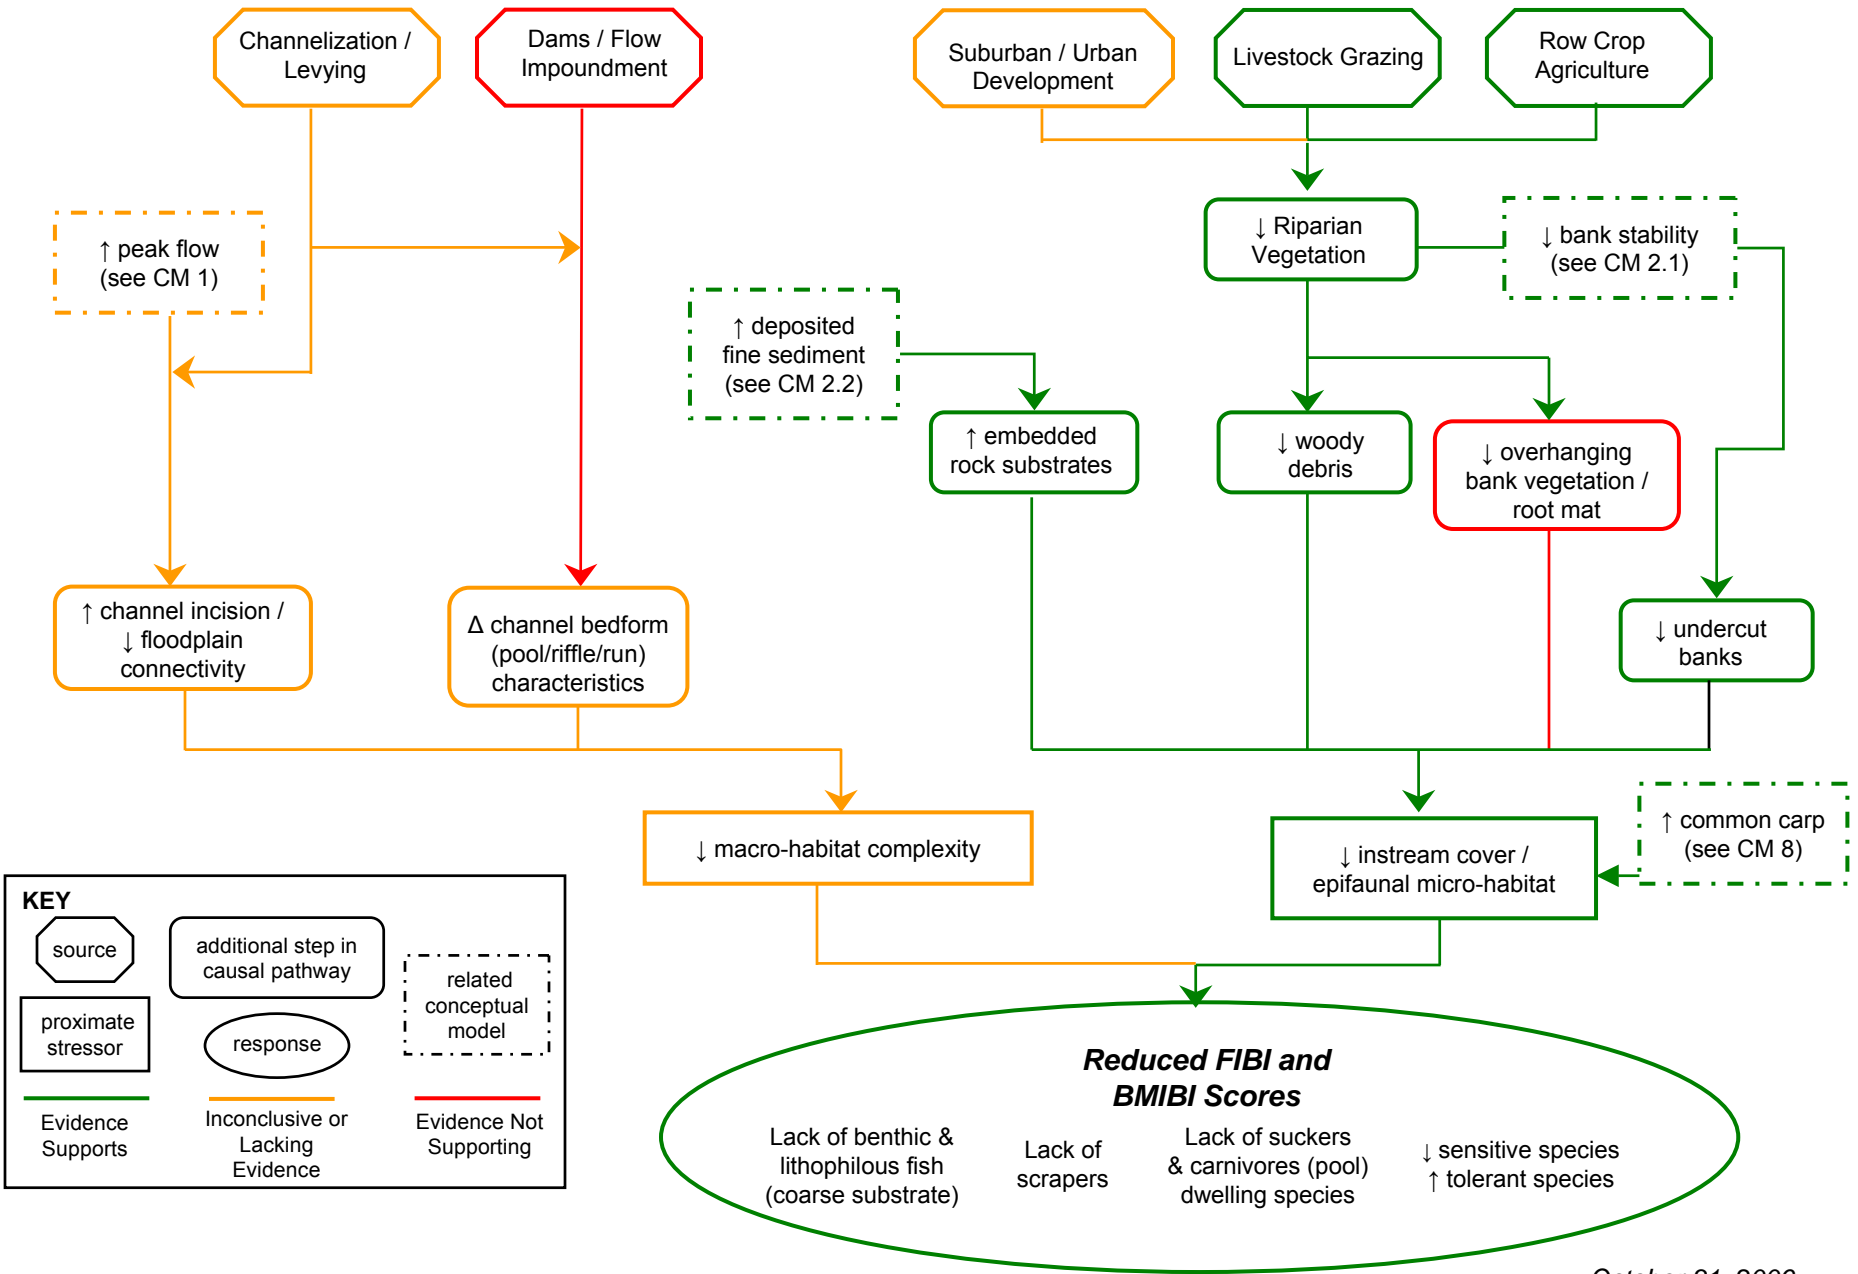 Channelization /
Levying
Dams / Flow
Impoundment
Suburban / Urban
Development
Livestock Grazing
Row Crop
Agriculture
↑ peak flow
(see CM 1)
↓ Riparian
Vegetation
↓ bank stability
(see CM 2.1)
↑ deposited
fine sediment
(see CM 2.2)
↑ embedded
rock substrates
↓ woody
debris
↓ overhanging
bank vegetation /
root mat
↑ channel incision /
↓ floodplain
connectivity
Δ channel bedform
(pool/riffle/run)
characteristics
↓ undercut
banks
↓ macro-habitat complexity
↓ instream cover /
epifaunal micro-habitat
↑ common carp
(see CM 8)
KEY
source
additional step in
causal pathway
related
conceptual
model
proximate
stressor
response
Evidence
Supports
Inconclusive or
Lacking
Evidence
Evidence Not
Supporting
Reduced FIBI and
BMIBI Scores
Lack of benthic &
lithophilous fish
(coarse substrate)
Lack of
scrapers
Lack of suckers
& carnivores (pool)
dwelling species
↓ sensitive species
↑ tolerant species